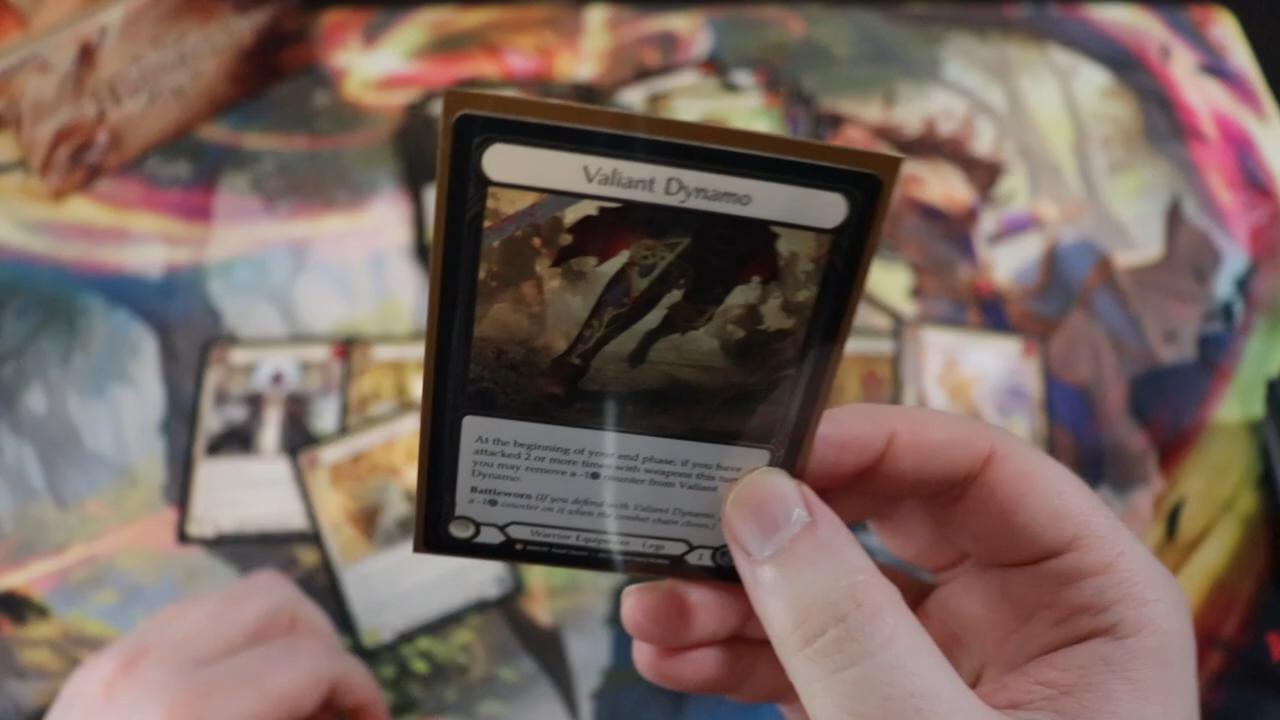 Valiant Dynamo
At the beginning of your end phase, if you have
attacked 2 or more times with weapons this turn
you may remove a -1 counter from Valiant
Dynamo.
Battleworn (If you defend with Valiant Dynamo,
a -1 counter on it when the combat chain closes.)
Warrior Equipment - Legs